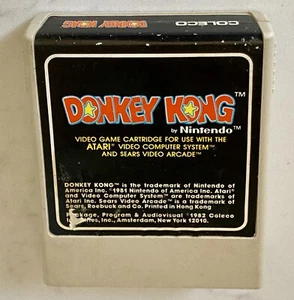 COLECO
DONKEY KONG
DONKEY KONG™
by Nintendo™
VIDEO GAME CARTRIDGE FOR USE WITH THE
ATARI® VIDEO COMPUTER SYSTEM™
AND SEARS VIDEO ARCADE™
DONKEY KONG™ is the trademark of Nintendo of
America Inc. ©1981 Nintendo of America Inc. Atari®
and Video Computer System™ are trademarks of
Atari Inc. Sears Video Arcade™ is a trademark of
Sears, Roebuck and Co. Printed in Hong Kong
Package, Program & Audiovisual ©1982 Coleco
Inc., Amsterdam, New York 12010.